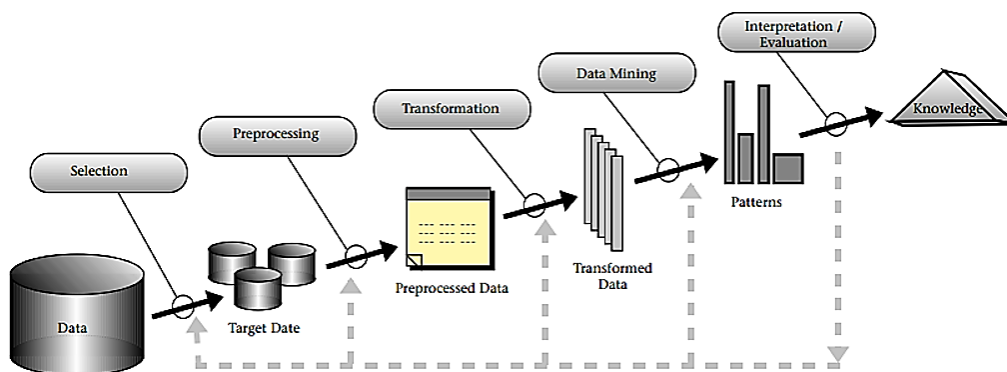 Interpretation /
Evaluation
Data Mining
Transformation
Preprocessing
Selection
Data
Target Date
Preprocessed Data
Transformed
Data
Patterns
Knowledge